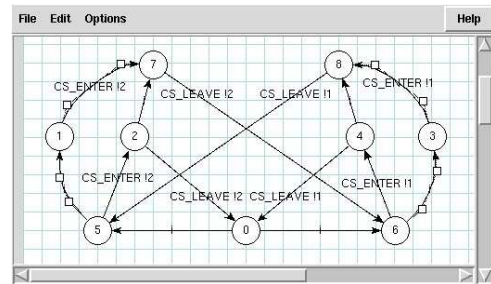 File Edit Options Help
7 8
CS_ENTER !2 CS_LEAVE !2 CS_LEAVE !1 CS_ENTER !1
1 2 4 3
CS_ENTER !2 CS_ENTER !1
CS_LEAVE !2 CS_LEAVE !1
5 0 6
i i